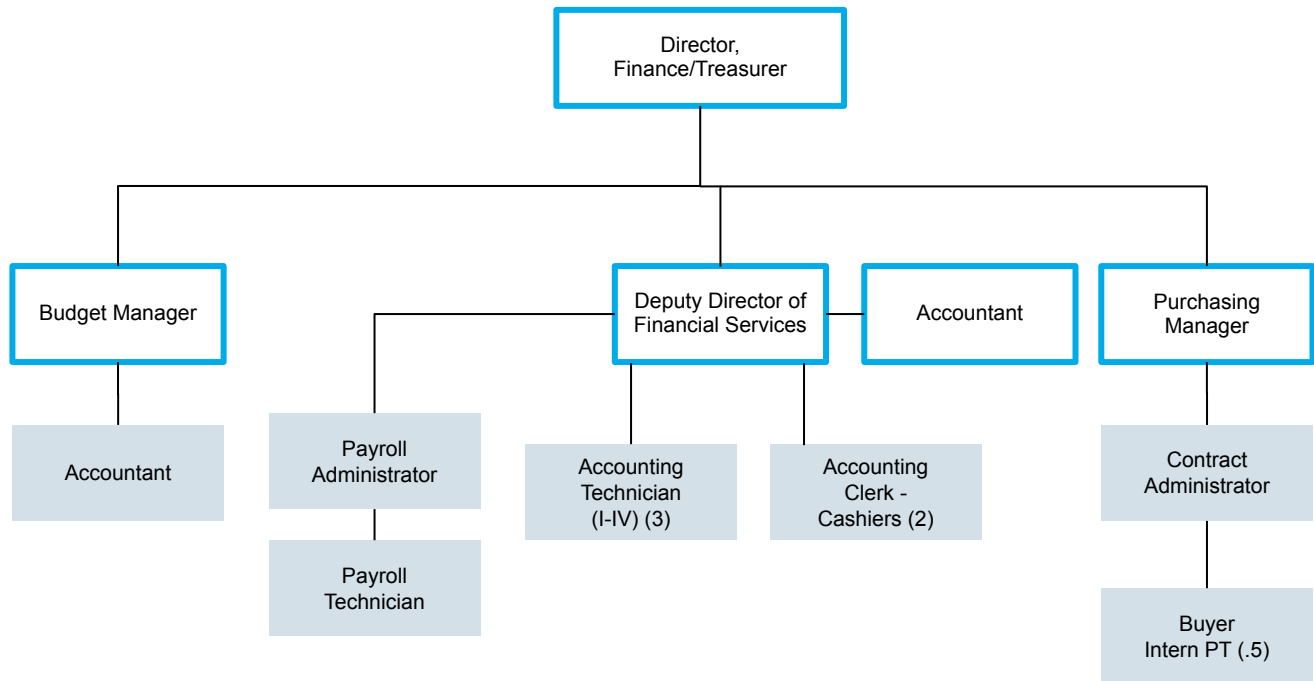 Director,
Finance/Treasurer
Budget Manager
Deputy Director of
Financial Services
Accountant
Purchasing
Manager
Accountant
Payroll
Administrator
Accounting
Technician
(I-IV) (3)
Accounting
Clerk -
Cashiers (2)
Contract
Administrator
Payroll
Technician
Buyer
Intern PT (.5)